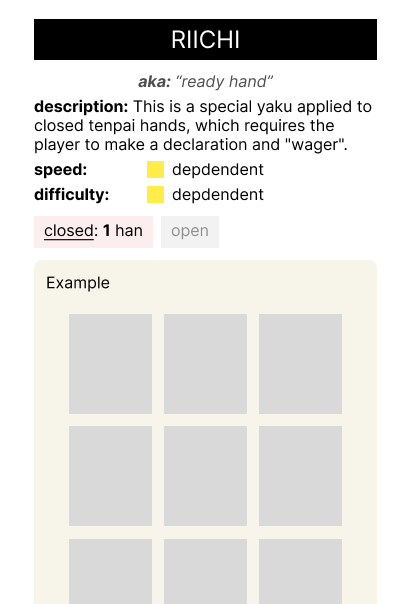 RIICHI
aka: “ready hand”
description: This is a special yaku applied to
closed tenpai hands, which requires the
player to make a declaration and "wager".
speed: depdendent
difficulty: depdendent
closed: 1 han open
Example